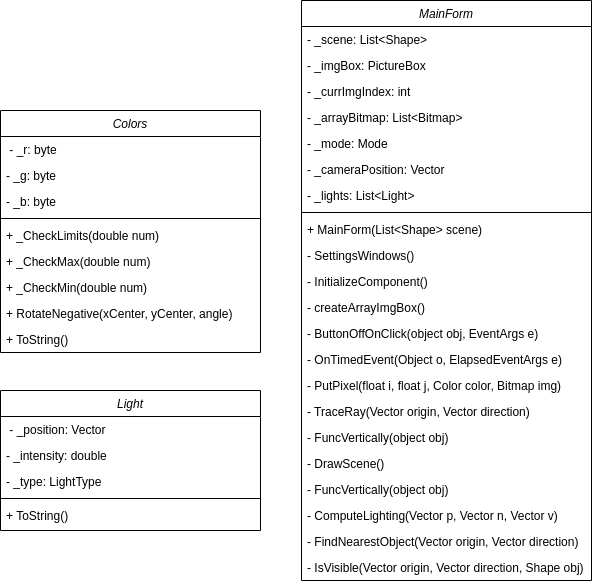 Colors
- _r: byte
- _g: byte
- _b: byte
+ _CheckLimits(double num)
+ _CheckMax(double num)
+ _CheckMin(double num)
+ RotateNegative(xCenter, yCenter, angle)
+ ToString()
Light
- _position: Vector
- _intensity: double
- _type: LightType
+ ToString()
MainForm
- _scene: List<Shape>
- _imgBox: PictureBox
- _currImgIndex: int
- _arrayBitmap: List<Bitmap>
- _mode: Mode
- _cameraPosition: Vector
- _lights: List<Light>
+ MainForm(List<Shape> scene)
- SettingsWindows()
- InitializeComponent()
- createArrayImgBox()
- ButtonOffOnClick(object obj, EventArgs e)
- OnTimedEvent(Object o, ElapsedEventArgs e)
- PutPixel(float i, float j, Color color, Bitmap img)
- TraceRay(Vector origin, Vector direction)
- FuncVertically(object obj)
- DrawScene()
- FuncVertically(object obj)
- ComputeLighting(Vector p, Vector n, Vector v)
- FindNearestObject(Vector origin, Vector direction)
- IsVisible(Vector origin, Vector direction, Shape obj)